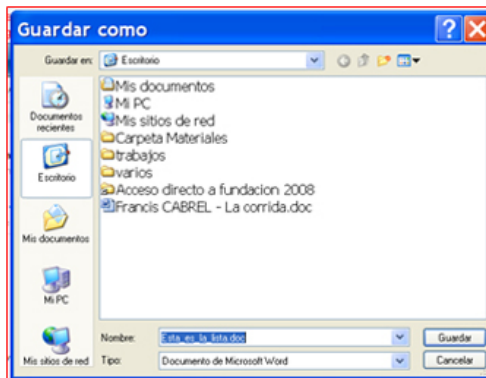 Guardar como
Guardar en: Escritorio
Documentos recientes
Escritorio
Mis documentos
Mi PC
Mis sitios de red
Mis documentos
Mi PC
Mis sitios de red
Carpeta Materiales
trabajos
varios
Acceso directo a fundacion 2008
Francis CABREL - La corrida.doc
Nombre: Esta_es_la_lista.doc Guardar
Tipo: Documento de Microsoft Word Cancelar